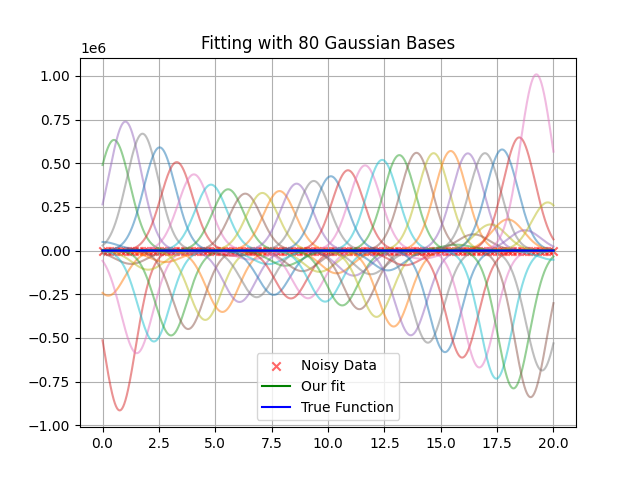 Fitting with 80 Gaussian Bases
1e6
1.00
0.75
0.50
0.25
0.00
−0.25
−0.50
−0.75
−1.00
Noisy Data
Our fit
True Function
0.0 2.5 5.0 7.5 10.0 12.5 15.0 17.5 20.0